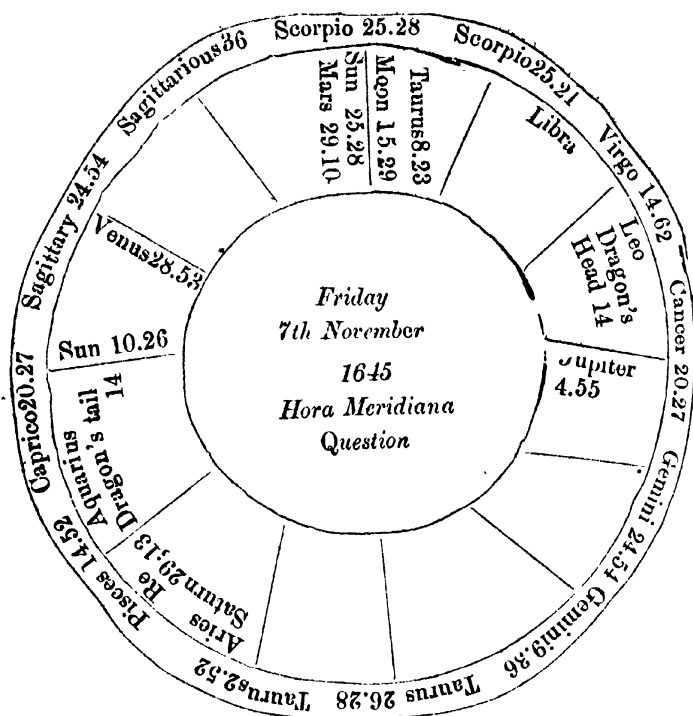 Scorpio 25.28
Scorpio25.21
Virgo 14.62
Cancer 20.27
Gemini 24.54
Gemini9.36
Taurus 26.28
Taurus2.52
Pisces 14.52
Caprico20.27
Sagittary 24.54
Sagittarious36
Mars 29.10
Sun 25.28
Moon 15.29
Taurus8.23
Libra
Leo
Dragon's
Head 14
Jupiter
4.55
Aries
Saturn29,13
Re
Aquarius
Dragon's tail
14
Sun 10.26
Venus28.53
Friday
7th November
1645
Hora Meridiana
Question